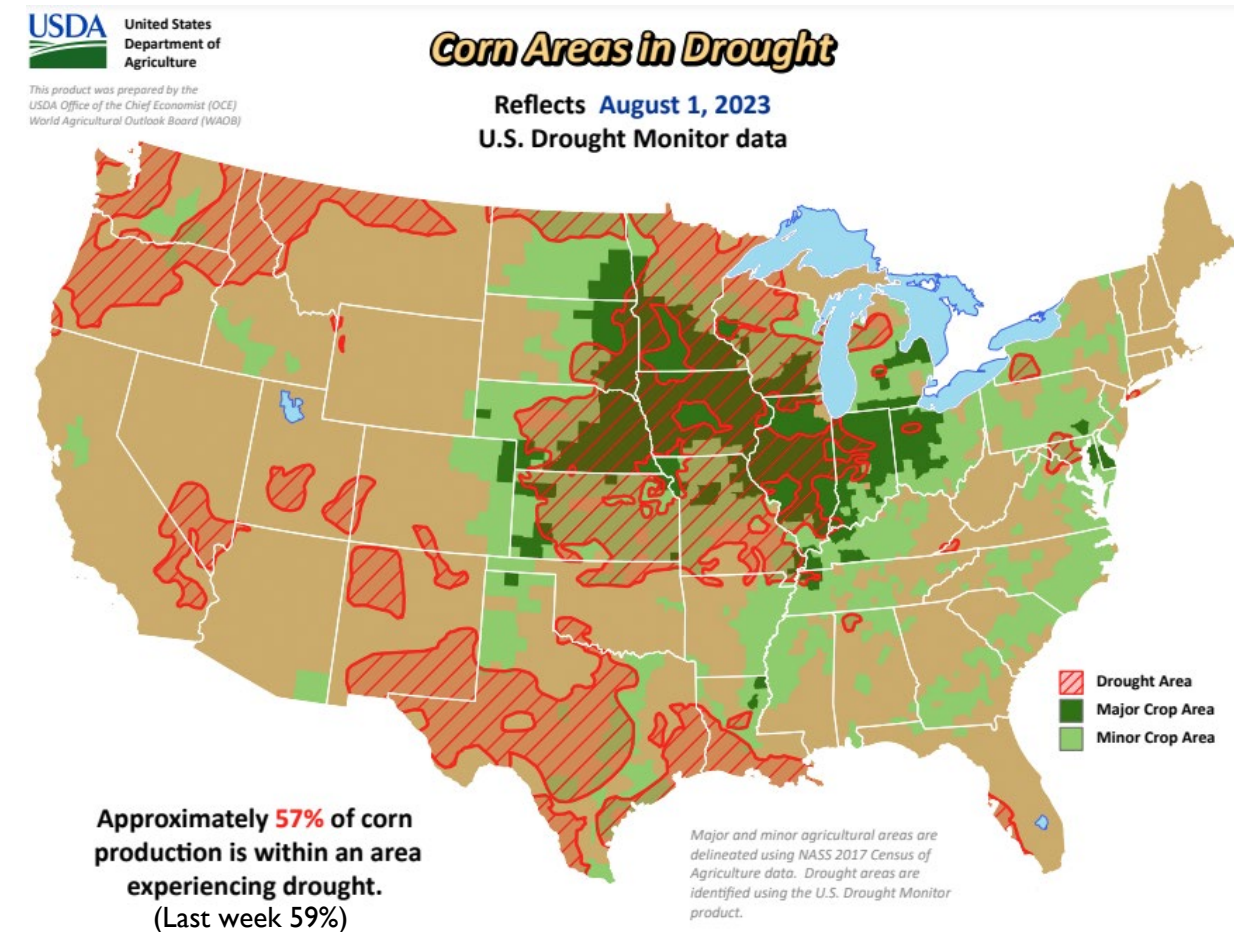 USDA
United States
Department of
Agriculture
This product was prepared by the
USDA Office of the Chief Economist (OCE)
World Agricultural Outlook Board (WAOB)
Corn Areas in Drought
Reflects August 1, 2023
U.S. Drought Monitor data
Drought Area
Major Crop Area
Minor Crop Area
Approximately 57% of corn
production is within an area
experiencing drought.
(Last week 59%)
Major and minor agricultural areas are
delineated using NASS 2017 Census of
Agriculture data. Drought areas are
identified using the U.S. Drought Monitor
product.